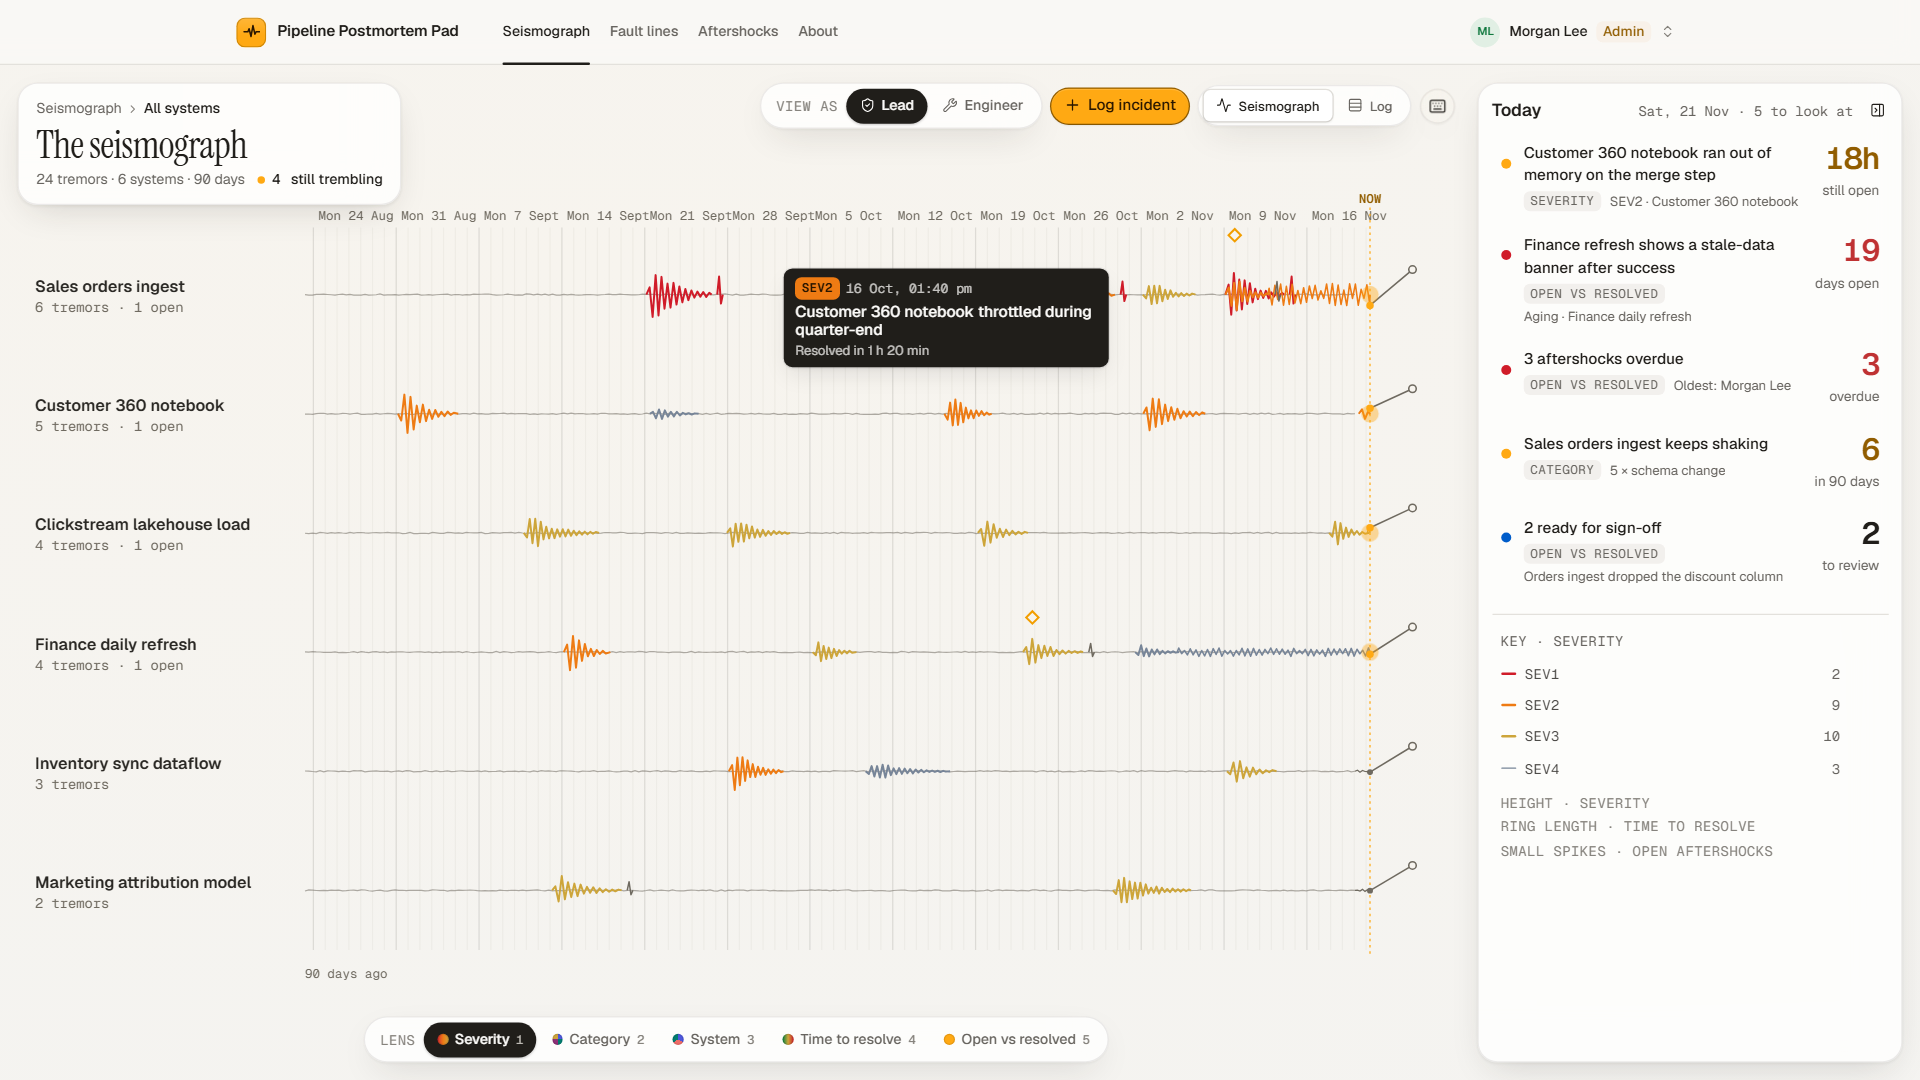 Pipeline Postmortem Pad
Seismograph
Fault lines
Aftershocks
About
ML
Morgan Lee
Admin
Seismograph › All systems
The seismograph
24 tremors · 6 systems · 90 days
4 still trembling
VIEW AS
Lead
Engineer
+ Log incident
Seismograph
Log
NOW
Mon 24 Aug
Mon 31 Aug
Mon 7 Sept
Mon 14 Sept
Mon 21 Sept
Mon 28 Sept
Mon 5 Oct
Mon 12 Oct
Mon 19 Oct
Mon 26 Oct
Mon 2 Nov
Mon 9 Nov
Mon 16 Nov
Sales orders ingest
6 tremors · 1 open
SEV2 16 Oct, 01:40 pm
Customer 360 notebook throttled during
quarter-end
Resolved in 1 h 20 min
Customer 360 notebook
5 tremors · 1 open
Clickstream lakehouse load
4 tremors · 1 open
Finance daily refresh
4 tremors · 1 open
Inventory sync dataflow
3 tremors
Marketing attribution model
2 tremors
90 days ago
LENS
Severity 1
Category 2
System 3
Time to resolve 4
Open vs resolved 5
Today
Sat, 21 Nov · 5 to look at
Customer 360 notebook ran out of
memory on the merge step
SEVERITY SEV2 · Customer 360 notebook
18h
still open
Finance refresh shows a stale-data
banner after success
OPEN VS RESOLVED
Aging · Finance daily refresh
19
days open
3 aftershocks overdue
OPEN VS RESOLVED Oldest: Morgan Lee
3
overdue
Sales orders ingest keeps shaking
CATEGORY 5 × schema change
6
in 90 days
2 ready for sign-off
OPEN VS RESOLVED
Orders ingest dropped the discount column
2
to review
KEY · SEVERITY
SEV1 2
SEV2 9
SEV3 10
SEV4 3
HEIGHT · SEVERITY
RING LENGTH · TIME TO RESOLVE
SMALL SPIKES · OPEN AFTERSHOCKS